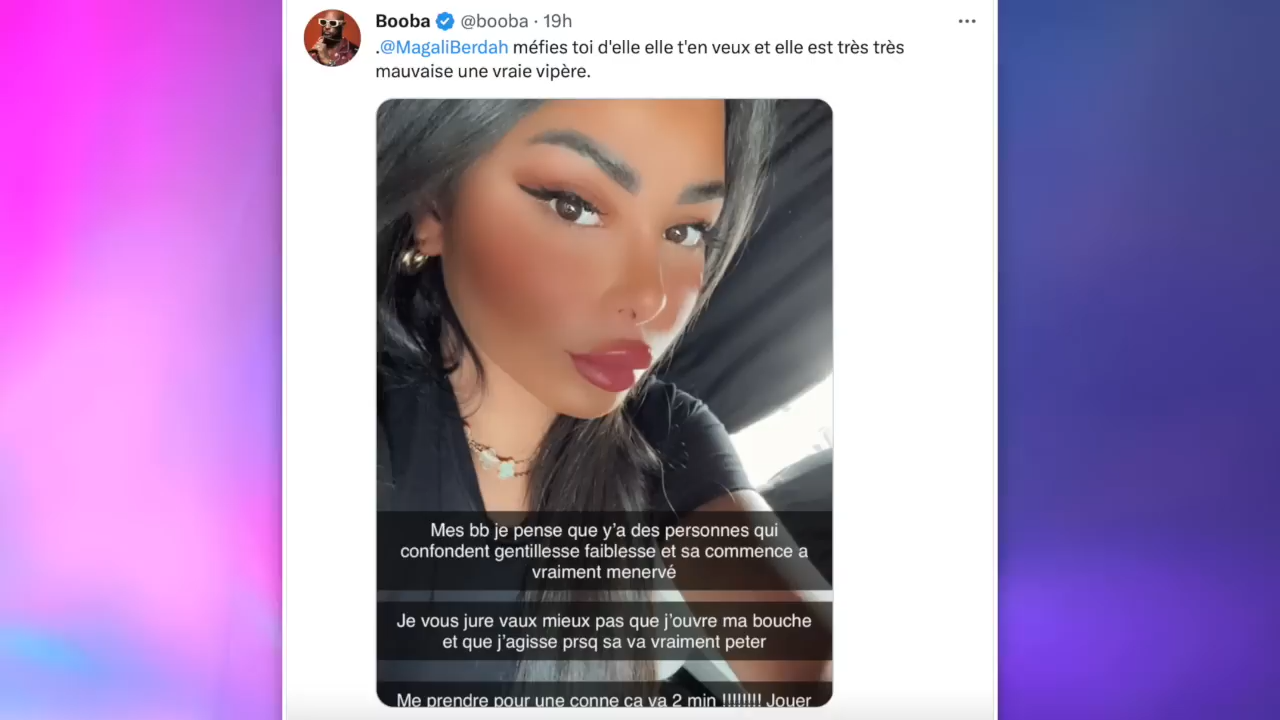 Booba @booba · 19h
.@MagaliBerdah méfies toi d'elle elle t'en veux et elle est très très
mauvaise une vraie vipère.
Mes bb je pense que y'a des personnes qui
confondent gentillesse faiblesse et sa commence a
vraiment menervé
Je vous jure vaux mieux pas que j'ouvre ma bouche
et que j'agisse prsq sa va vraiment peter
Me prendre pour une conne ca va 2 min !!!!!!!! Jouer